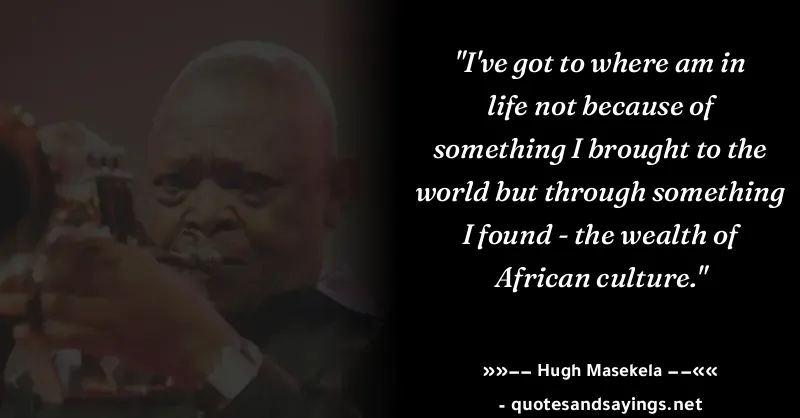 "I've got to where am in
life not because of
something I brought to the
world but through something
I found - the wealth of
African culture."
»»–– Hugh Masekela ––««
- quotesandsayings.net